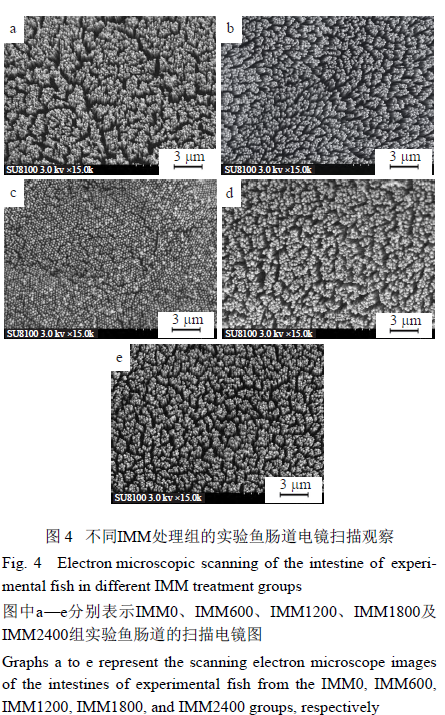 a
b
3 μm
3 μm
SU8100 3.0 kv ×15.0k
SU8100 3.0 kv ×15.0k
c
d
3 μm
3 μm
SU8100 3.0 kv ×15.0k
SU8100 3.0 kv ×15.0k
e
3 μm
SU8100 3.0 kv ×15.0k
图 4 不同IMM处理组的实验鱼肠道电镜扫描观察
Fig. 4 Electron microscopic scanning of the intestine of experi-
mental fish in different IMM treatment groups
图中a—e分别表示IMM0、IMM600、IMM1200、IMM1800及
IMM2400组实验鱼肠道的扫描电镜图
Graphs a to e represent the scanning electron microscope images
of the intestines of experimental fish from the IMM0, IMM600,
IMM1200, IMM1800, and IMM2400 groups, respectively